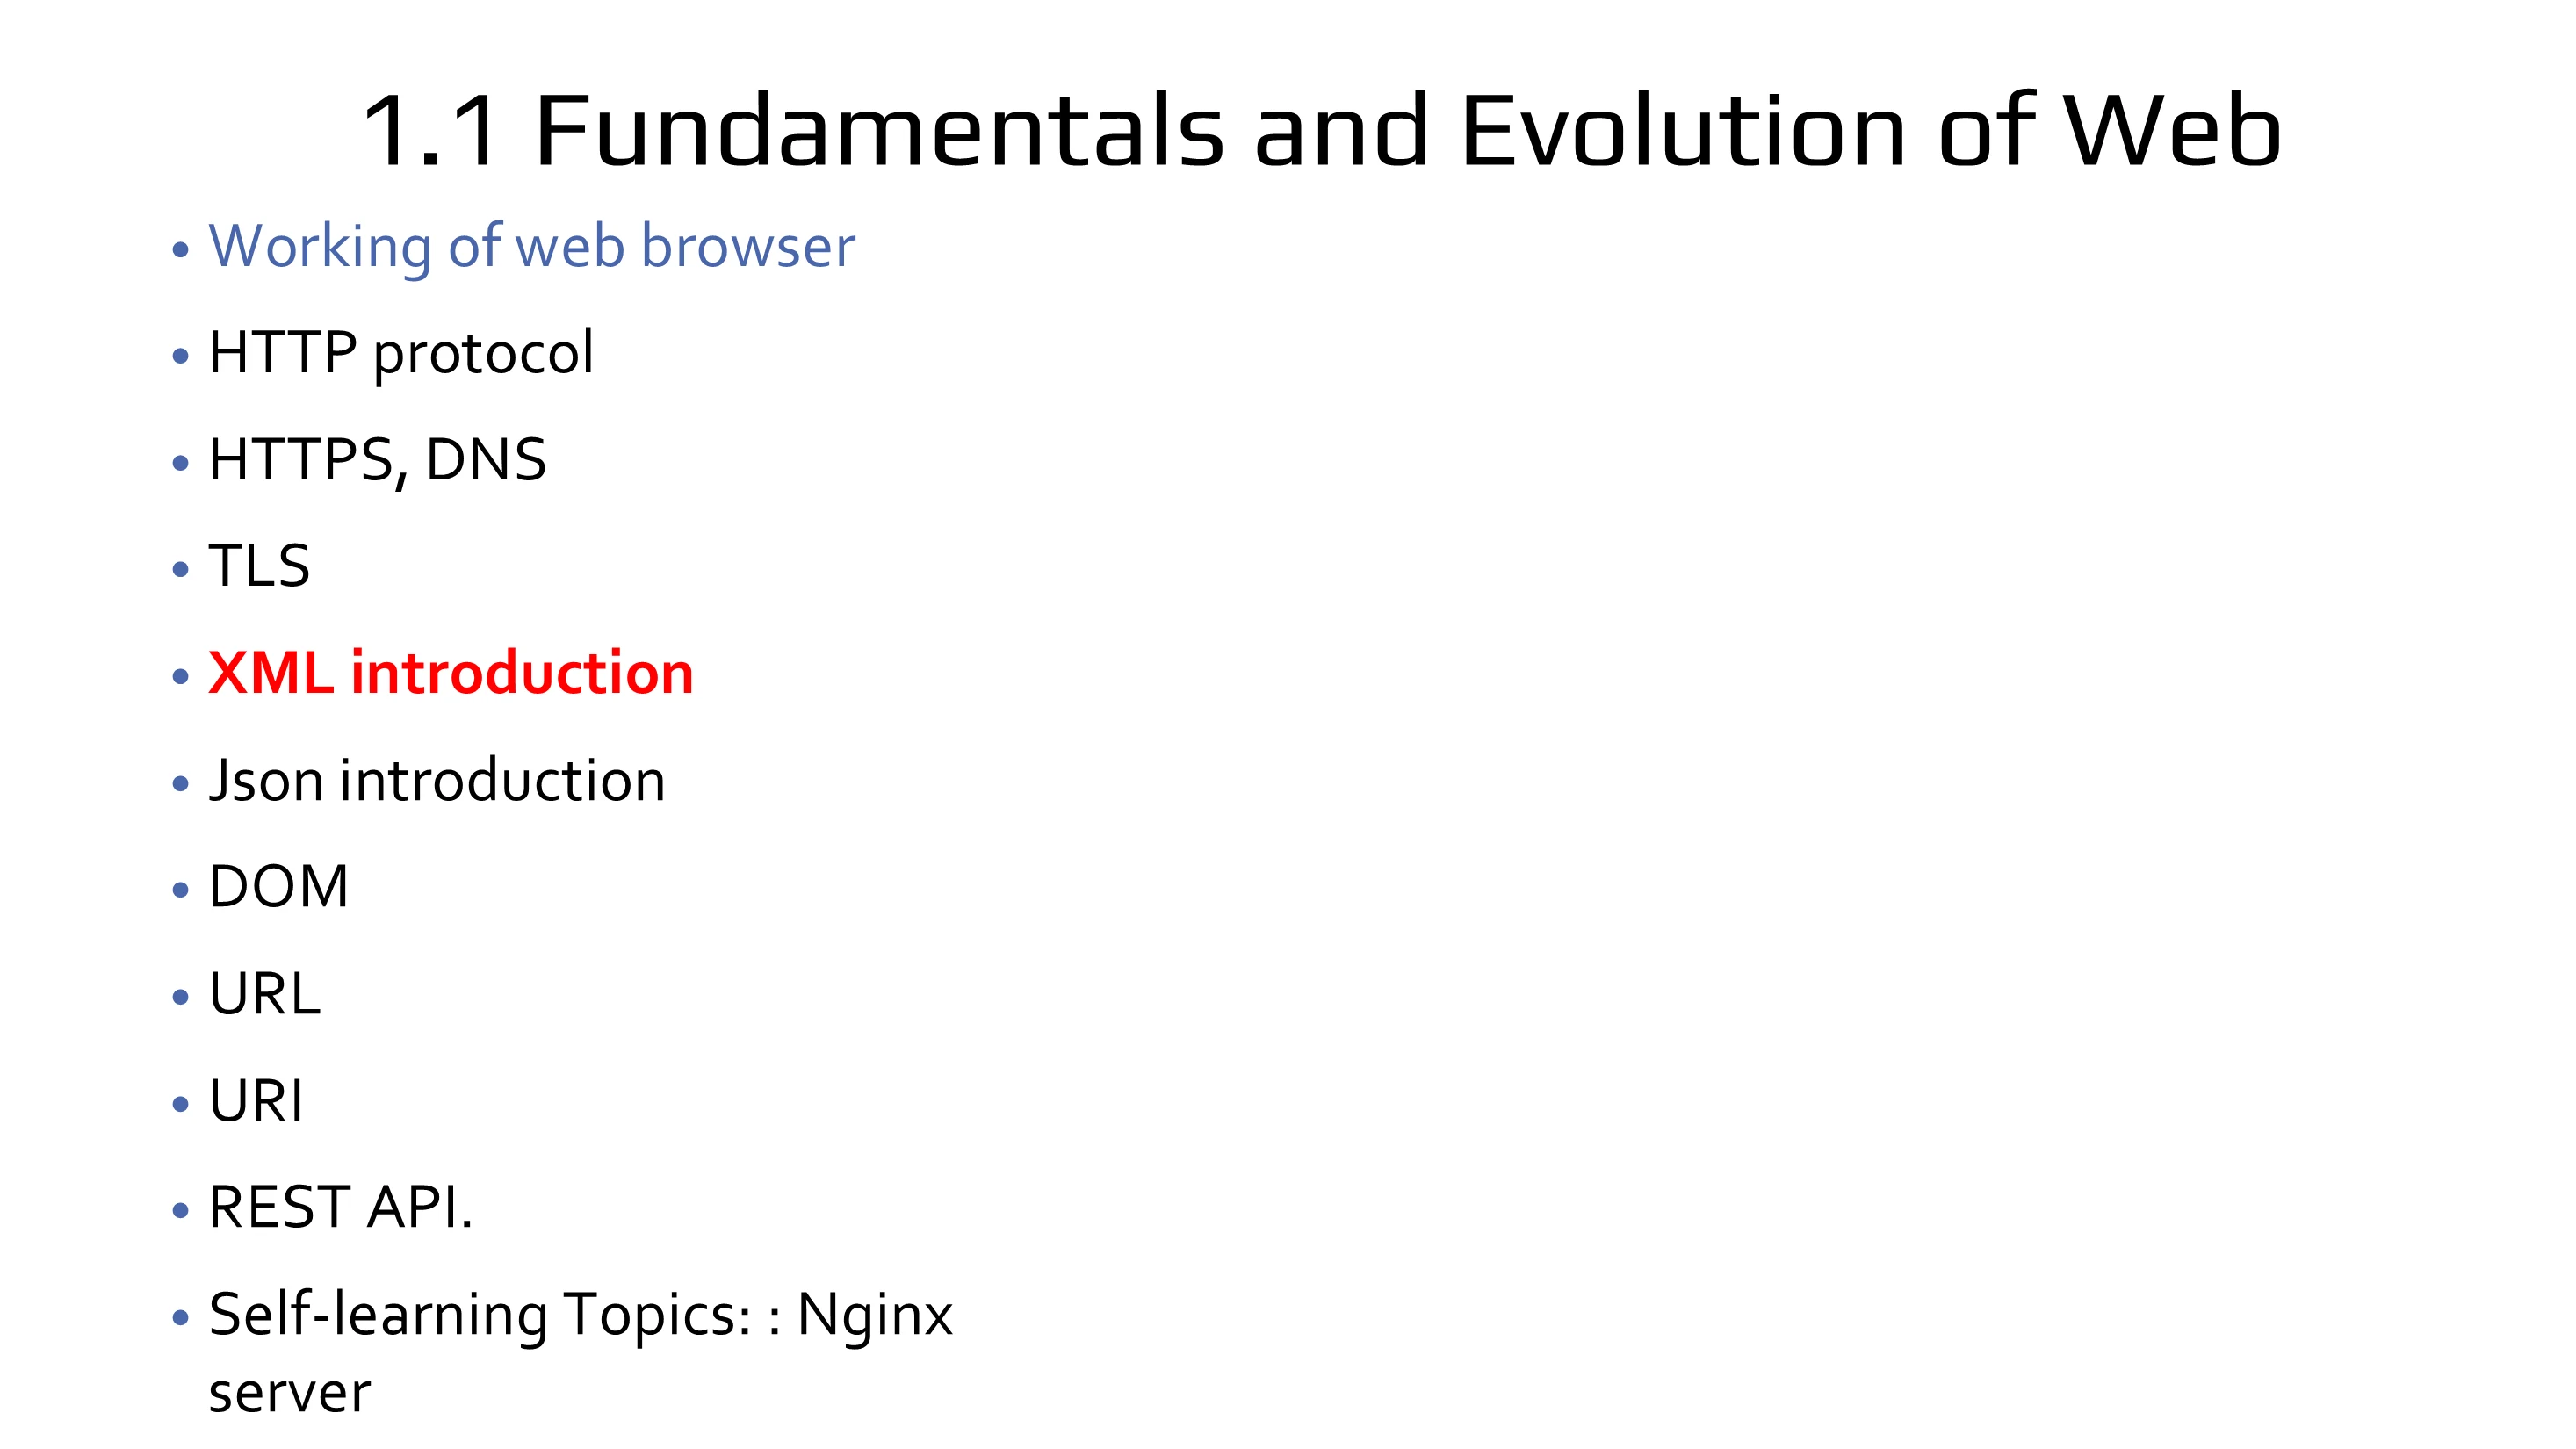 1.1 Fundamentals and Evolution of Web
• Working of web browser
• HTTP protocol
• HTTPS, DNS
• TLS
• XML introduction
• Json introduction
• DOM
• URL
• URI
• REST API.
• Self-learning Topics: : Nginx
server